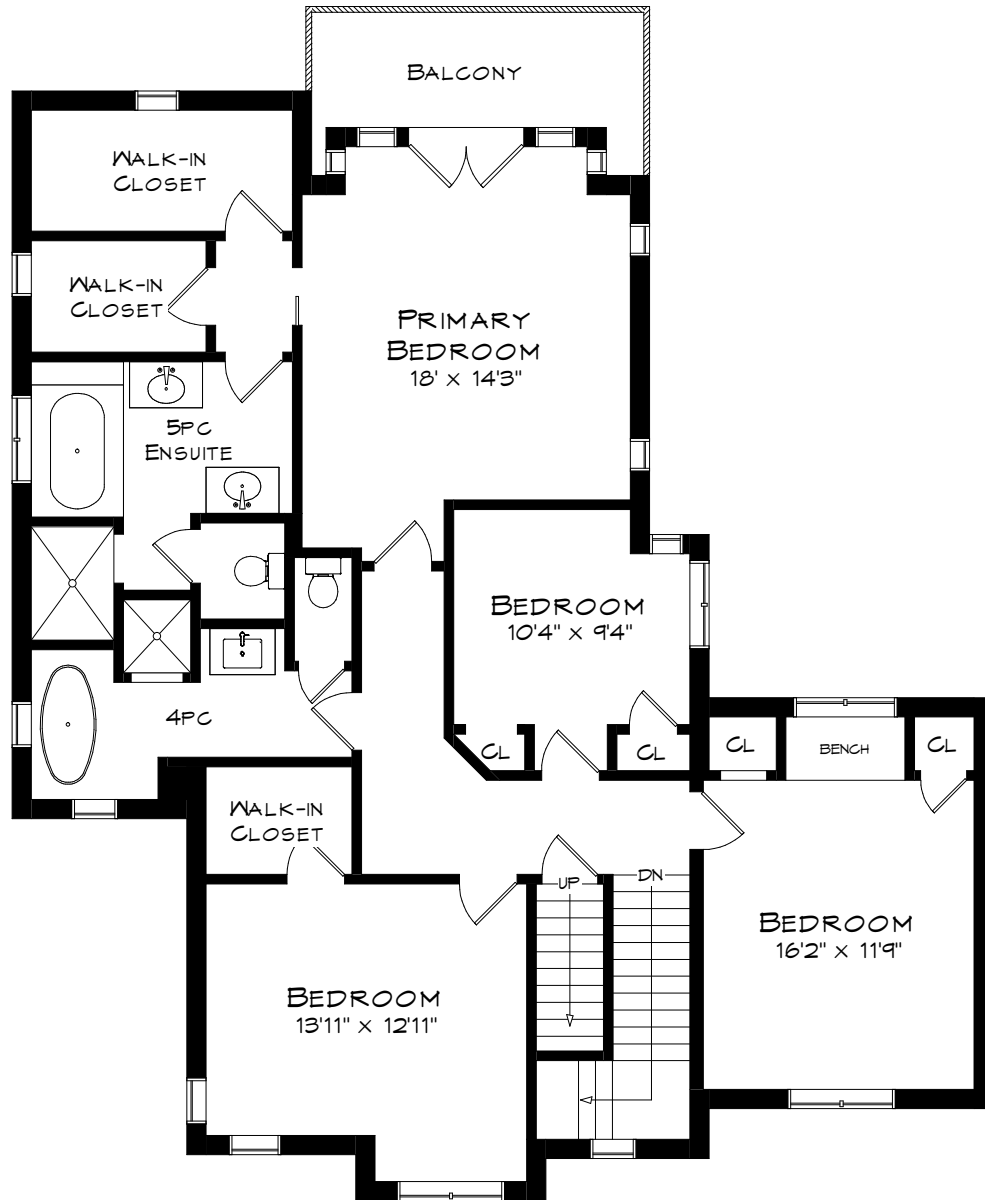 BALCONY
WALK-IN
CLOSET
WALK-IN
CLOSET
PRIMARY
BEDROOM
18' x 14'3"
5PC
ENSUITE
BEDROOM
10'4" x 9'4"
4PC
CL
CL
CL
BENCH
CL
WALK-IN
CLOSET
UP
DN
BEDROOM
16'2" x 11'9"
BEDROOM
13'11" x 12'11"